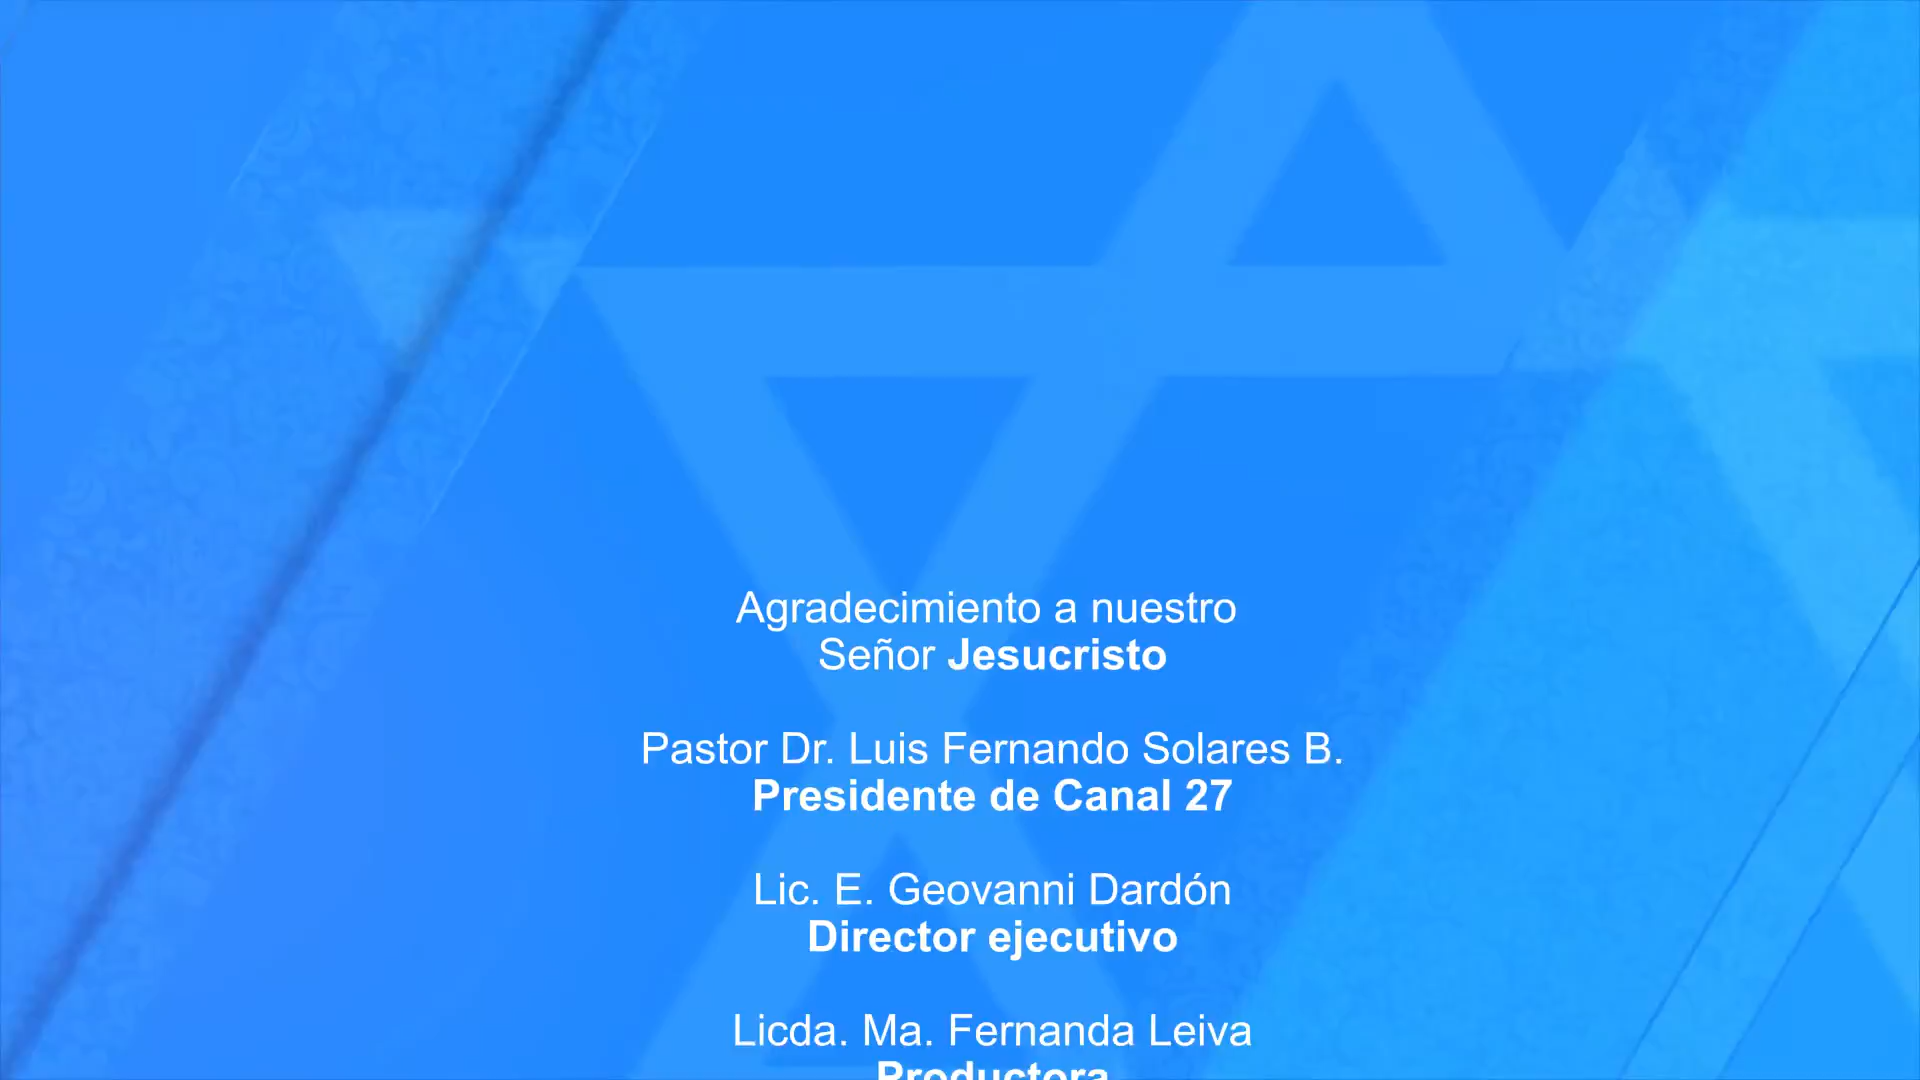 Agradecimiento a nuestro
Señor Jesucristo
Pastor Dr. Luis Fernando Solares B.
Presidente de Canal 27
Lic. E. Geovanni Dardón
Director ejecutivo
Licda. Ma. Fernanda Leiva
Productora